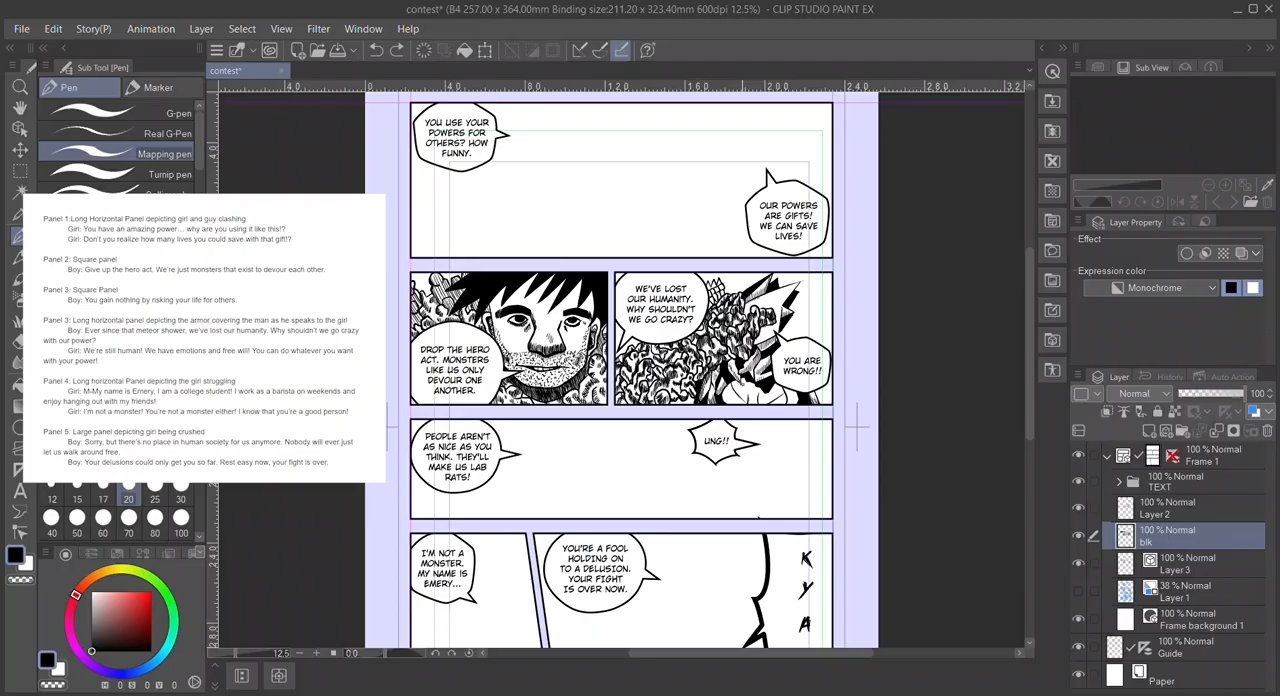 contest* (B4 257.00 x 364.00mm Binding size:211.20 x 323.40mm 600dpi 12.5%) - CLIP STUDIO PAINT EX
File Edit Story(P) Animation Layer Select View Filter Window Help
Sub Tool [Pen]
Pen Marker
G-pen
Real G-Pen
Mapping pen
Turnip pen
Panel 1:Long Horizontal Panel depicting girl and guy clashing
Girl: You have an amazing power... why are you using it like this!?
Girl: Don't you realize how many lives you could save with that gift!?
Panel 2: Square panel
Boy: Give up the hero act. We're just monsters that exist to devour each other.
Panel 3: Square Panel
Boy: You gain nothing by risking your life for others.
Panel 3: Long horizontal Panel depicting the armor covering the man as he speaks to the girl
Boy: Ever since that meteor shower, we've lost our humanity. Why shouldn't we go crazy
with our power?
Girl: We're still human! We have emotions and free will! You can do whatever you want
with your power!
Panel 4: Long horizontal Panel depicting the girl struggling
Girl: M-My name is Emery, I am a college student! I work as a barista on weekends and
enjoy hanging out with my friends!
Girl: I'm not a monster! You're not a monster either! I know that you're a good person!
Panel 5: Large panel depicting girl being crushed
Boy: Sorry, but there's no place in human society for us anymore. Nobody will ever just
let us walk around free.
Boy: Your delusions could only get you so far. Rest easy now, your fight is over.
12 15 17 20 25 30
40 50 60 70 80 100
contest*
YOU USE YOUR
POWERS FOR
OTHERS? HOW
FUNNY.
OUR POWERS
ARE GIFTS!
WE CAN SAVE
LIVES!
DROP THE HERO
ACT. MONSTERS
LIKE US ONLY
DEVOUR ONE
ANOTHER.
WE'VE LOST
OUR HUMANITY.
WHY SHOULDN'T
WE GO CRAZY?
YOU ARE
WRONG!!
PEOPLE AREN'T
AS NICE AS YOU
THINK. THEY'LL
MAKE US LAB
RATS!
UNG!!
I'M NOT A
MONSTER.
MY NAME IS
EMERY...
YOU'RE A FOOL
HOLDING ON
TO A DELUSION.
YOUR FIGHT
IS OVER NOW.
K
Y
A
12.5
0.0
Sub View
Layer Property
Effect
Expression color
Monochrome
Layer History Auto Action
Normal 100
100 % Normal
Frame 1
100 % Normal
TEXT
100 % Normal
Layer 2
100 % Normal
blk
100 % Normal
Layer 3
38 % Normal
Layer 1
100 % Normal
Frame background 1
100 % Normal
Guide
Paper
H 0 S 0 V 0